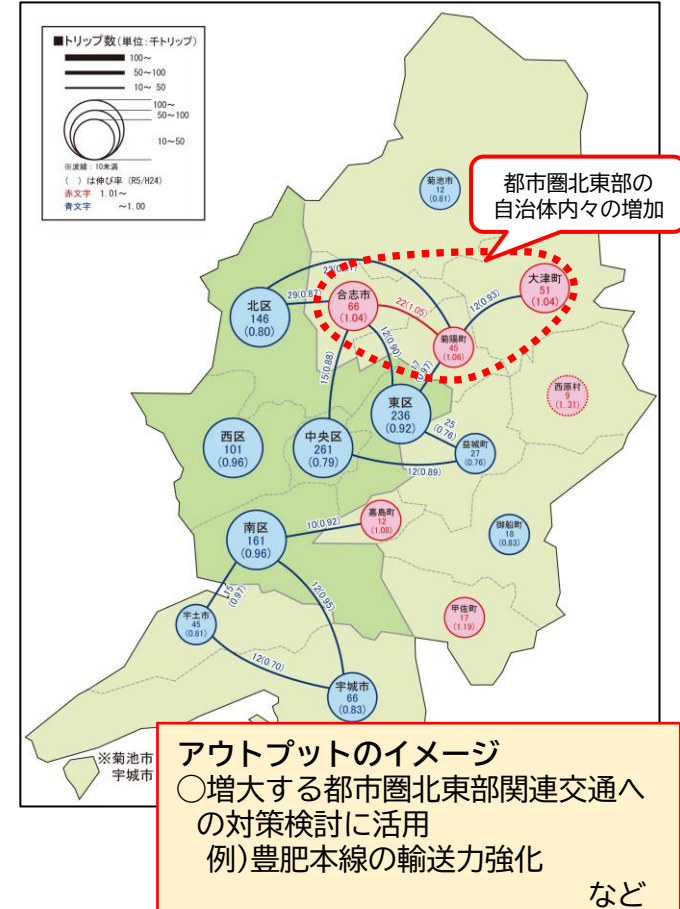 ■トリップ数(単位:千トリップ)
100～
50～100
10～ 50
100～
50～100
10～50
※波線:10未満
( )は伸び率 (R5/H24)
赤文字 1.01～
青文字 ～1.00
菊池市
12
(0.81)
都市圏北東部の
自治体内々の増加
大津町
51
(1.04)
29(0.87)
合志市
66
(1.04)
22(1.05)
12(0.93)
北区
146
(0.80)
菊陽町
45
(1.06)
12(0.90)
(0.97)
15(0.88)
西原村
9
(1.31)
東区
236
(0.92)
西区
101
(0.96)
中央区
261
(0.79)
25
(0.76)
益城町
27
(0.76)
12(0.89)
嘉島町
12
(1.08)
10(0.92)
南区
161
(0.96)
御船町
18
(0.83)
甲佐町
17
(1.19)
15
(0.97)
12(0.95)
宇土市
45
(0.81)
12(0.70)
宇城市
66
(0.83)
※菊池市
宇城市
アウトプットのイメージ
○増大する都市圏北東部関連交通へ
の対策検討に活用
例)豊肥本線の輸送力強化
など